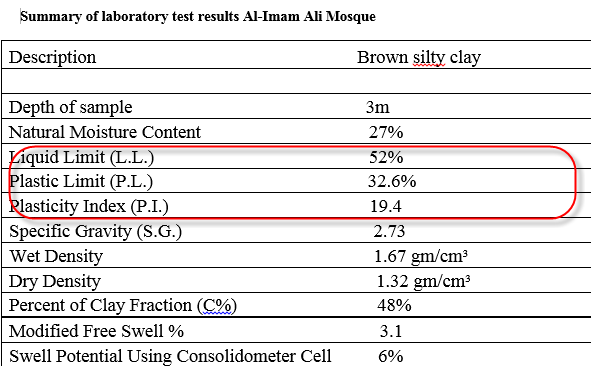 Summary of laboratory test results Al-Imam Ali Mosque
Description Brown silty clay
Depth of sample 3m
Natural Moisture Content 27%
Liquid Limit (L.L.) 52%
Plastic Limit (P.L.) 32.6%
Plasticity Index (P.I.) 19.4
Specific Gravity (S.G.) 2.73
Wet Density 1.67 gm/cm³
Dry Density 1.32 gm/cm³
Percent of Clay Fraction (C%) 48%
Modified Free Swell % 3.1
Swell Potential Using Consolidometer Cell 6%